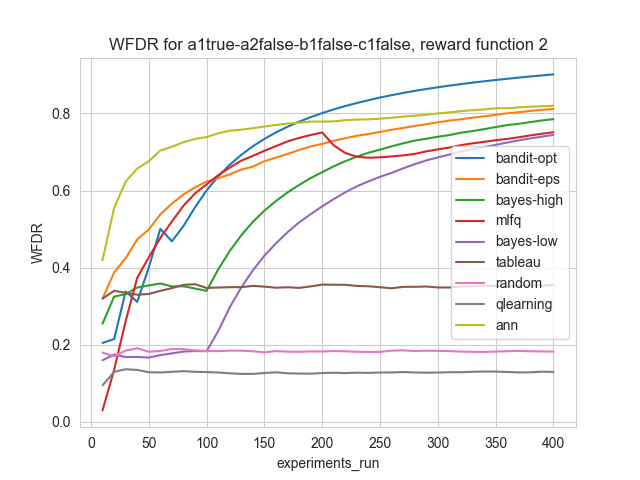 WFDR for a1true-a2false-b1false-c1false, reward function 2
WFDR
0.8
0.6
0.4
0.2
0.0
0
50
100
150
200
250
300
350
400
experiments_run
bandit-opt
bandit-eps
bayes-high
mlfq
bayes-low
tableau
random
qlearning
ann